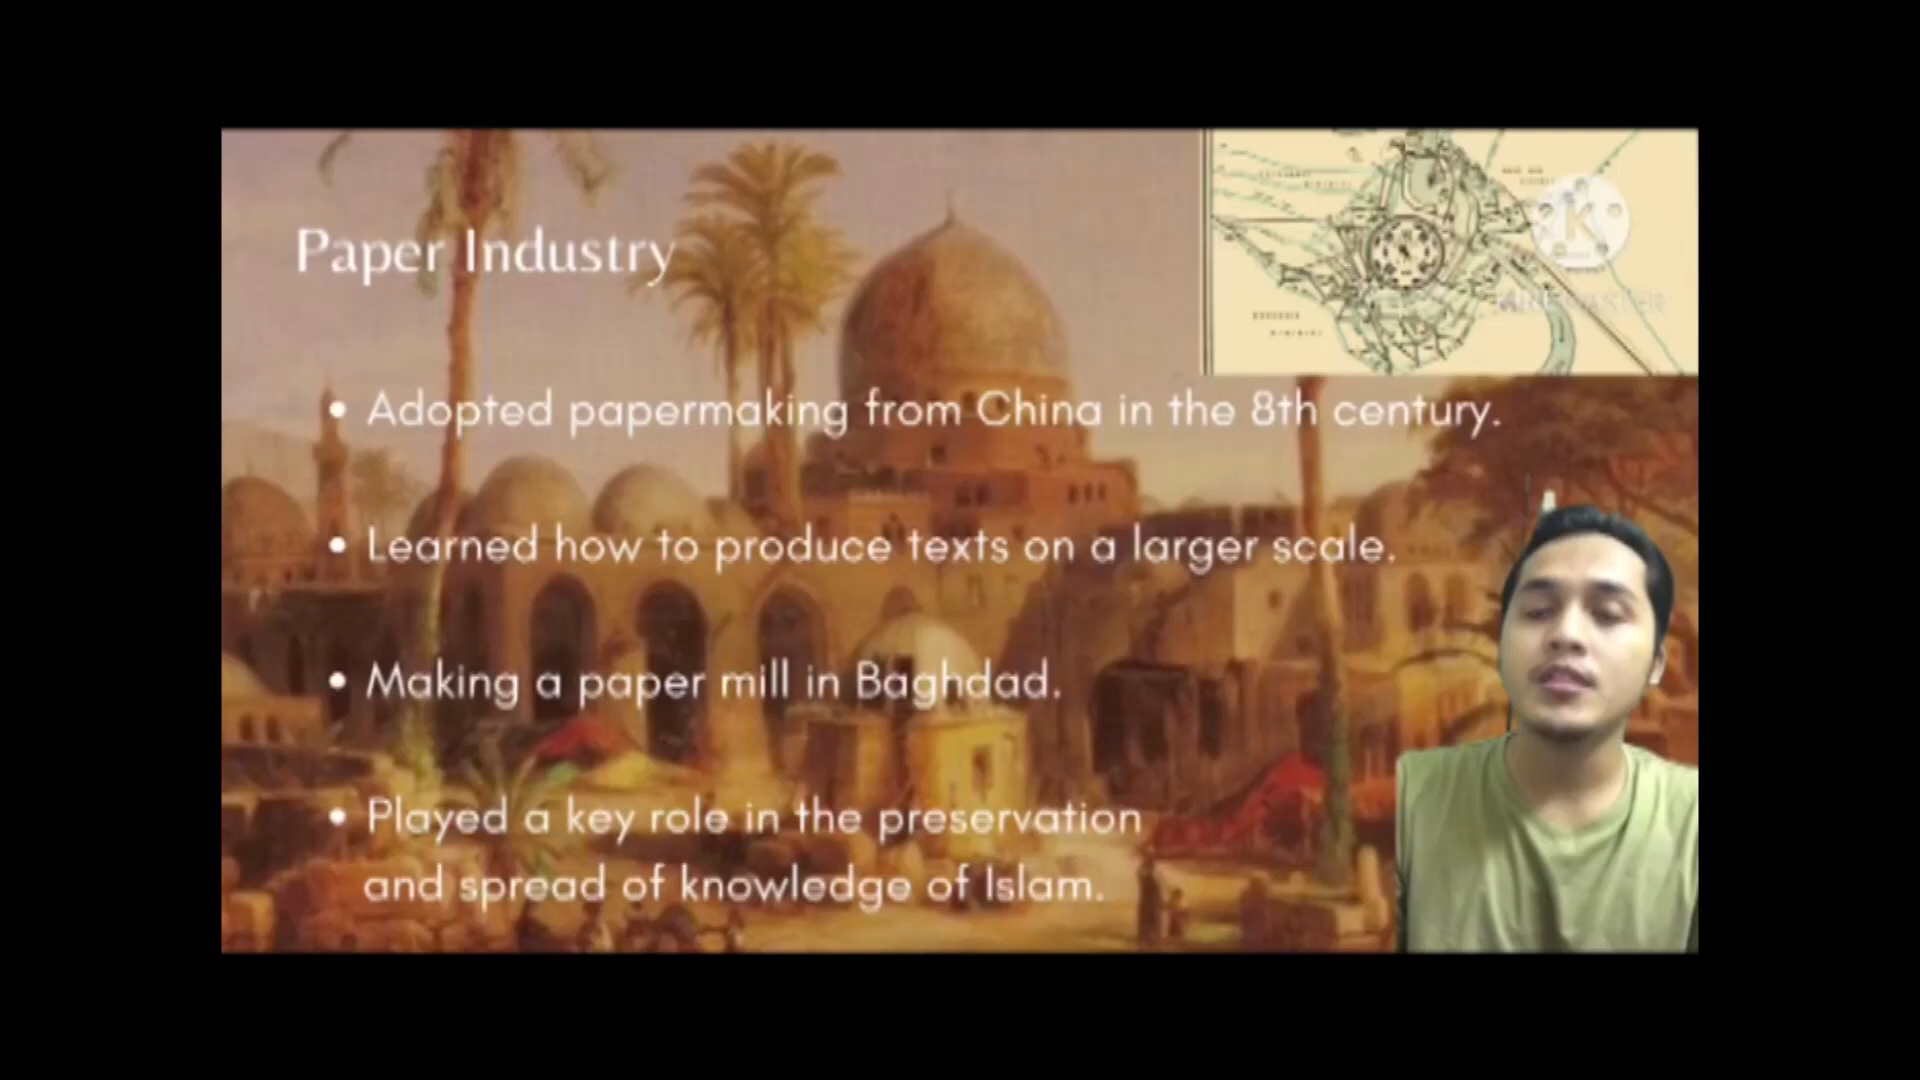 Paper Industry
• Adopted papermaking from China in the 8th century.
• Learned how to produce texts on a larger scale.
• Making a paper mill in Baghdad.
• Played a key role in the preservation
and spread of knowledge of Islam.